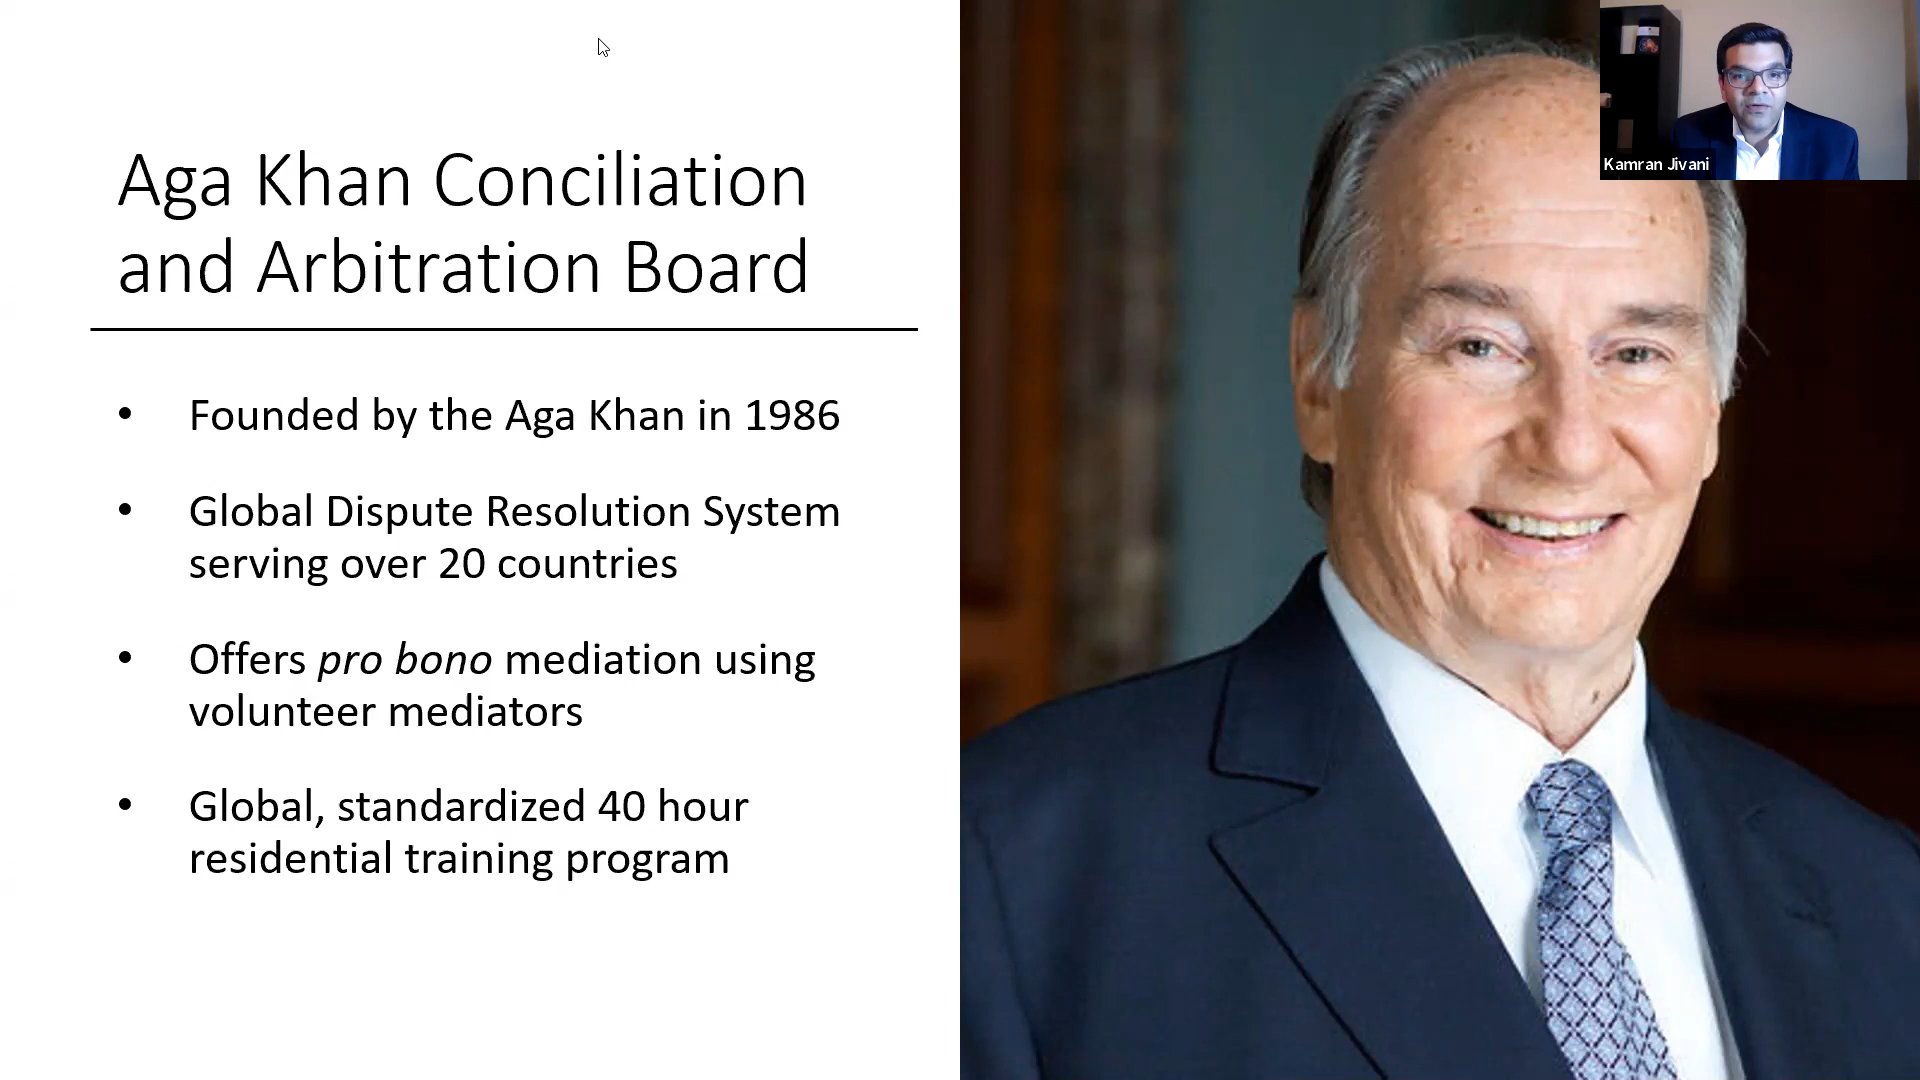 Aga Khan Conciliation
and Arbitration Board
• Founded by the Aga Khan in 1986
• Global Dispute Resolution System
serving over 20 countries
• Offers pro bono mediation using
volunteer mediators
• Global, standardized 40 hour
residential training program
Kamran Jivani